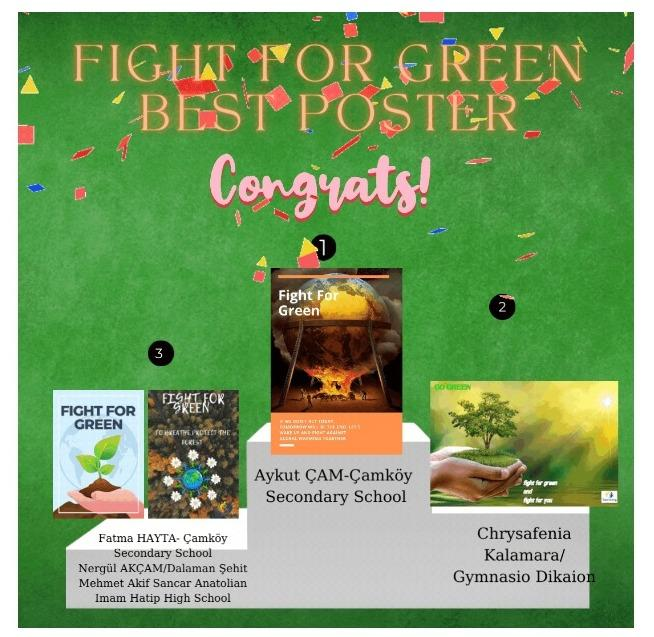 FIGHT FOR GREEN
BEST POSTER
Congrats!
1
Fight For
Green
IF WE DON'T ACT TODAY,
TOMORROW WILL BE THE END. LET'S
WAKE UP AND FIGHT AGAINST
GLOBAL WARMING TOGETHER
2
GO GREEN
fight for green
and
fight for you
3
FIGHT FOR
GREEN
FIGHT FOR
GREEN
TO BREATHE PROTECT THE
FOREST
Aykut ÇAM-Çamköy
Secondary School
Chrysafenia
Kalamara/
Gymnasio Dikaion
Fatma HAYTA- Çamköy
Secondary School
Nergül AKÇAM/Dalaman Şehit
Mehmet Akif Sancar Anatolian
Imam Hatip High School